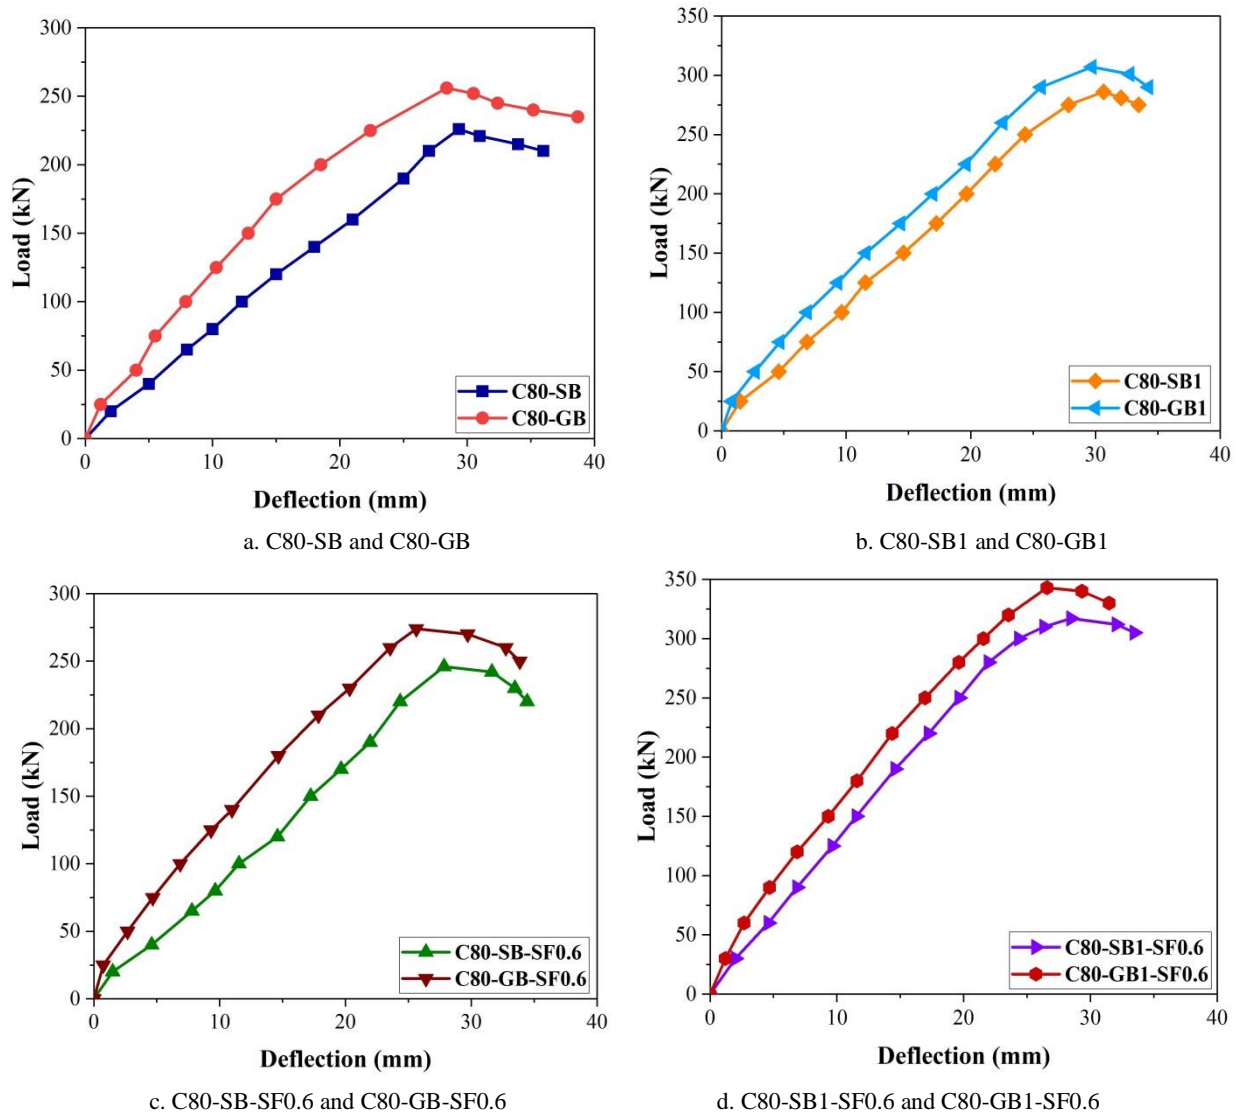 300
250
200
150
100
50
0
Load (kN)
C80-SB
C80-GB
0 10 20 30 40
Deflection (mm)
a. C80-SB and C80-GB
350
300
250
200
150
100
50
0
Load (kN)
C80-SB1
C80-GB1
0 10 20 30 40
Deflection (mm)
b. C80-SB1 and C80-GB1
300
250
200
150
100
50
0
Load (kN)
C80-SB-SF0.6
C80-GB-SF0.6
0 10 20 30 40
Deflection (mm)
c. C80-SB-SF0.6 and C80-GB-SF0.6
350
300
250
200
150
100
50
0
Load (kN)
C80-SB1-SF0.6
C80-GB1-SF0.6
0 10 20 30 40
Deflection (mm)
d. C80-SB1-SF0.6 and C80-GB1-SF0.6